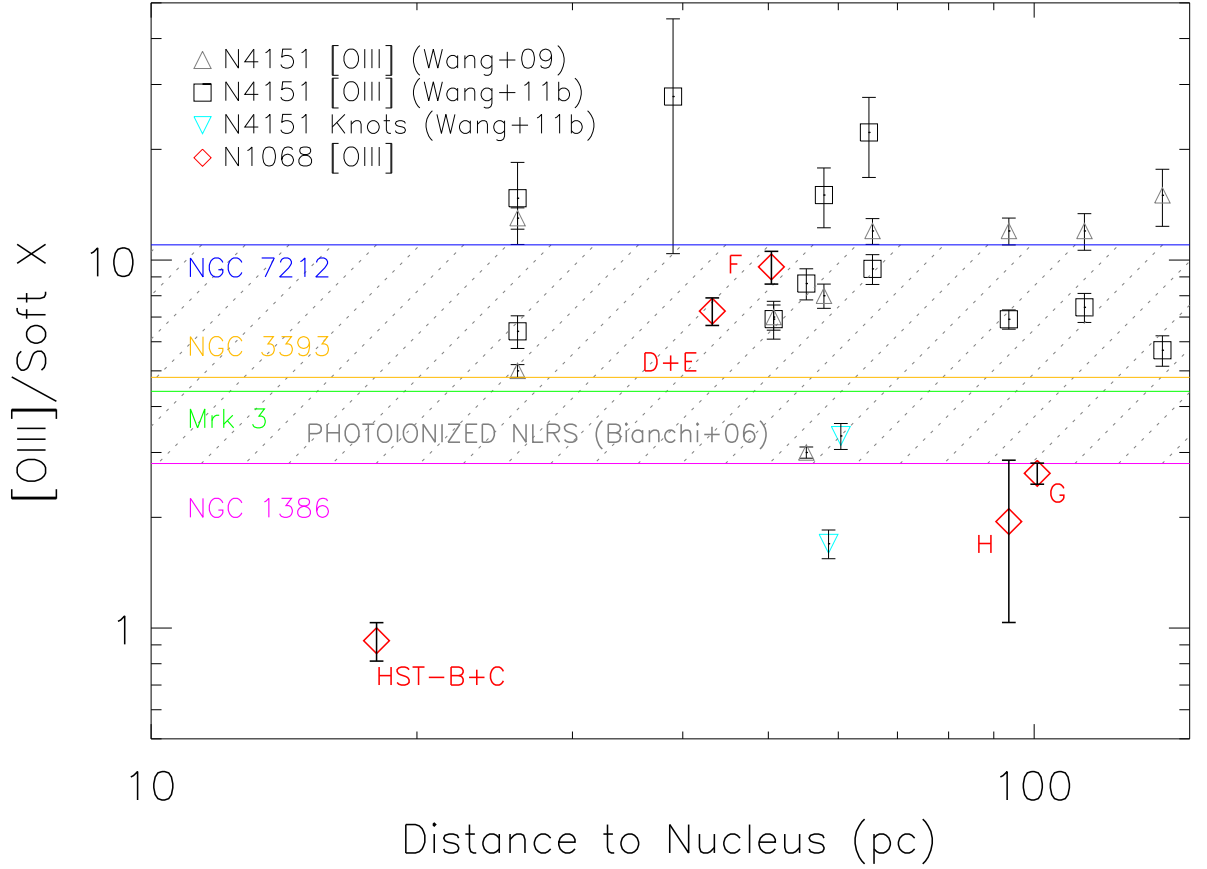 N4151 [OIII] (Wang+09)
N4151 [OIII] (Wang+11b)
N4151 Knots (Wang+11b)
N1068 [OIII]
[OIII]/Soft X
10
1
NGC 7212
F
NGC 3393
D+E
Mrk 3
PHOTOIONIZED NLRS (Bianchi+06)
NGC 1386
G
H
HST-B+C
10
100
Distance to Nucleus (pc)